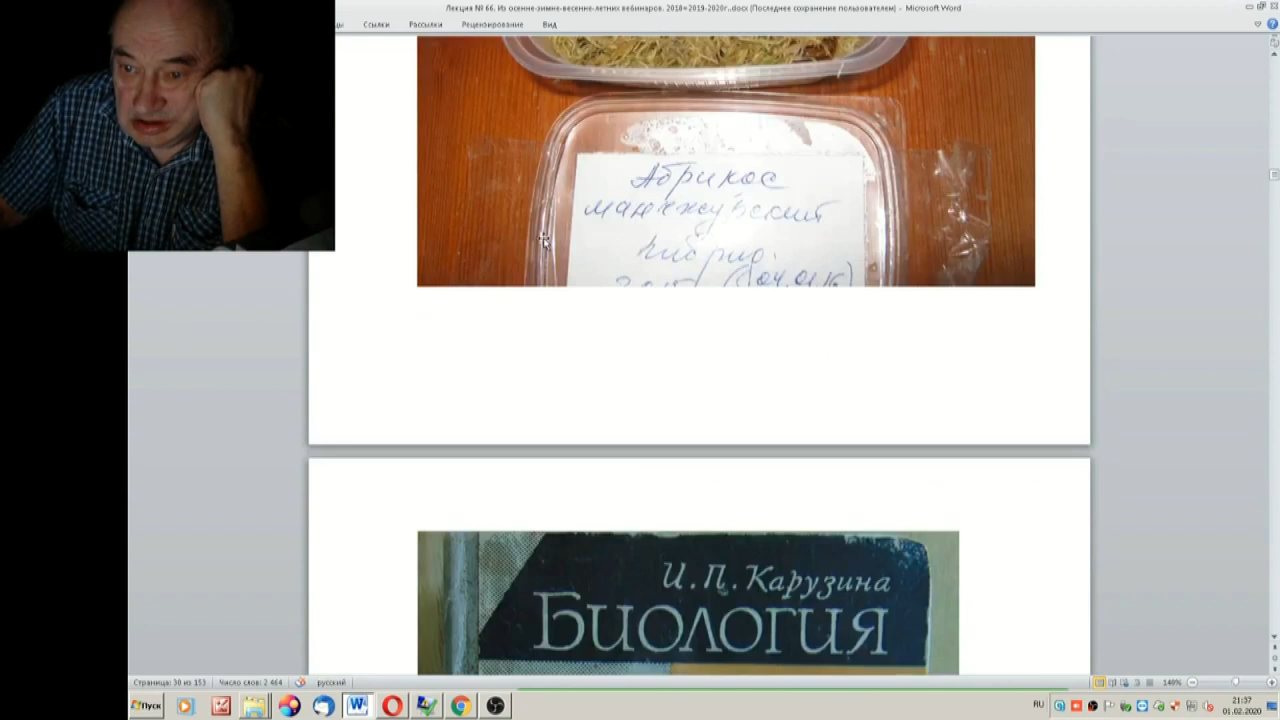 Лекция № 66. Из осенне-зимне-весенне-летних вебинаров. 2018=2019-2020г..docx [Последнее сохранение пользователем] - Microsoft Word
Ссылки Рассылки Рецензирование Вид
Абрикос
манчжурский
гибрид.
И.П.Карузина
Биология
Страница: 30 из 153 Число слов: 2 464 русский 140%
Пуск RU 21:37
01.02.2020